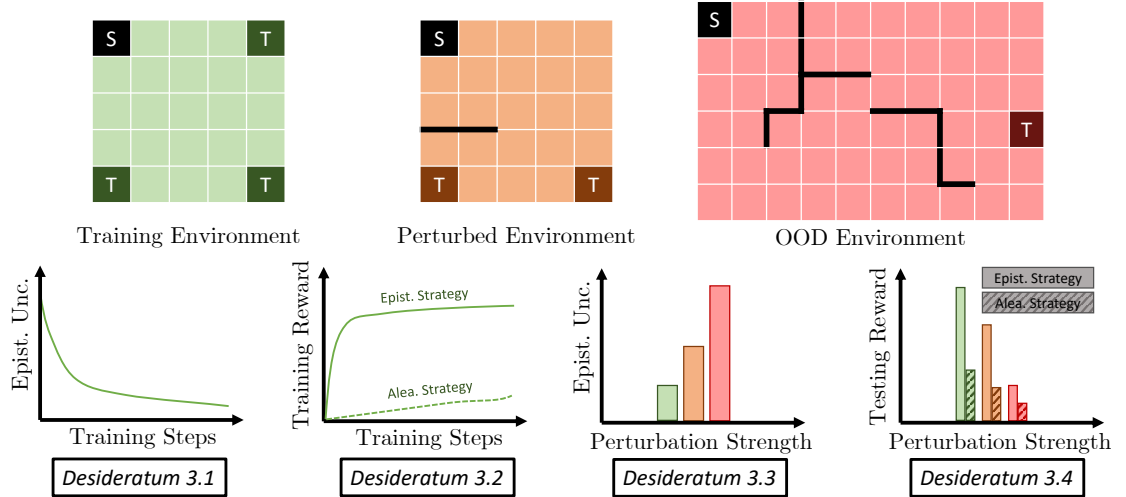 S
T
T
T
Training Environment
S
T
T
Perturbed Environment
S
T
OOD Environment
Epist. Unc.
Training Steps
Desideratum 3.1
Training Reward
Epist. Strategy
Alea. Strategy
Training Steps
Desideratum 3.2
Epist. Unc.
Perturbation Strength
Desideratum 3.3
Testing Reward
Epist. Strategy
Alea. Strategy
Perturbation Strength
Desideratum 3.4